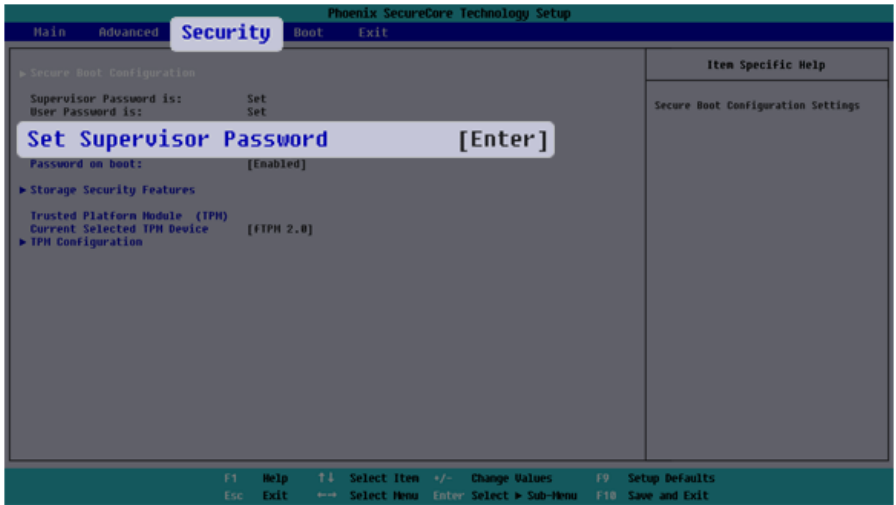 Phoenix SecureCore Technology Setup
Main Advanced Security Boot Exit
▶ Secure Boot Configuration
Supervisor Password is: Set
User Password is: Set
Set Supervisor Password [Enter]
Password on boot: [Enabled]
▶ Storage Security Features
Trusted Platform Module (TPM)
Current Selected TPM Device [fTPM 2.0]
▶ TPM Configuration
Item Specific Help
Secure Boot Configuration Settings
F1 Help ↑↓ Select Item +/- Change Values F9 Setup Defaults
Esc Exit ←→ Select Menu Enter Select ▶ Sub-Menu F10 Save and Exit